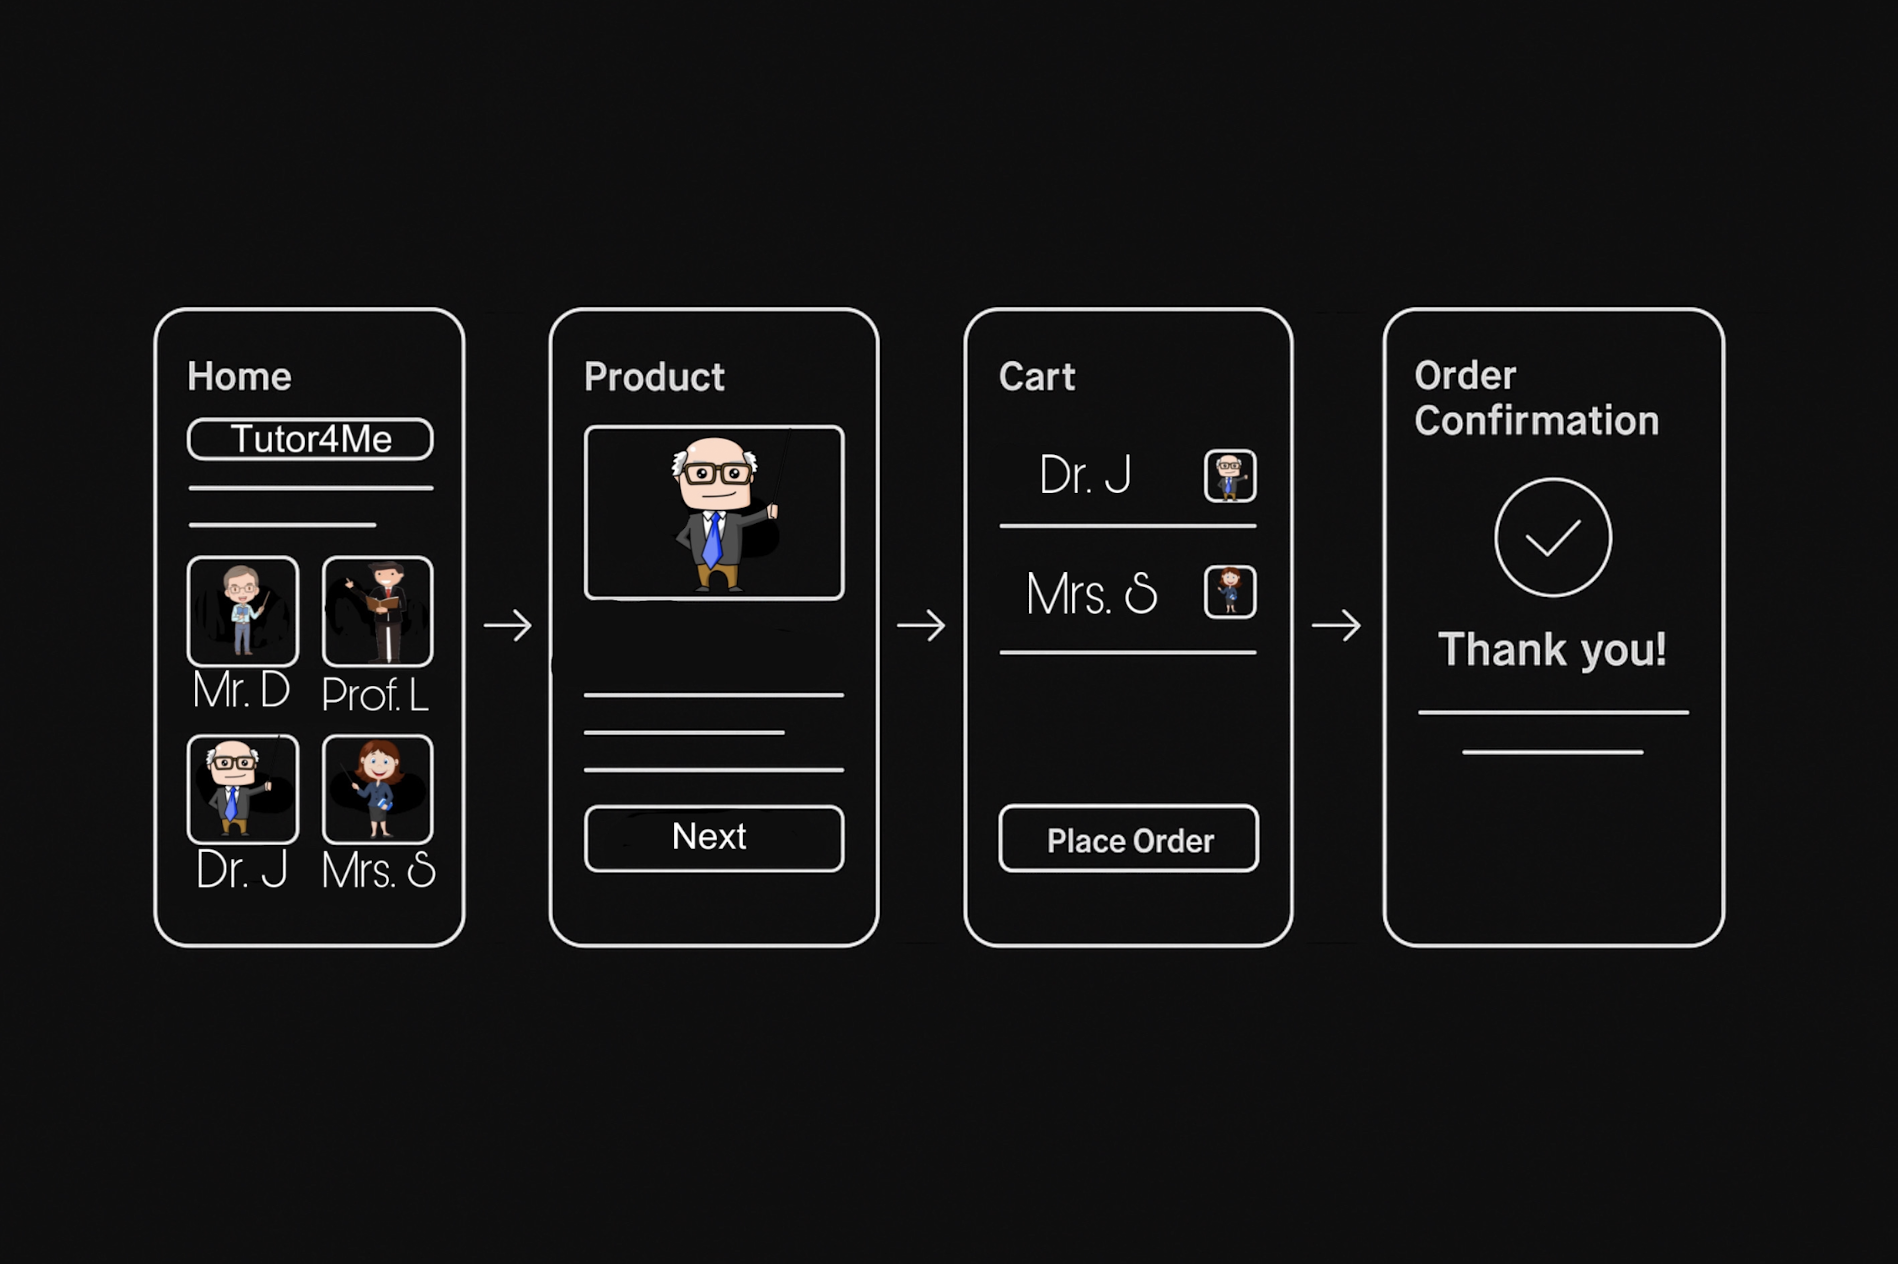 Home
Tutor4Me
Mr. D
Prof. L
Dr. J
Mrs. S
Product
Next
Cart
Dr. J
Mrs. S
Place Order
Order
Confirmation
Thank you!